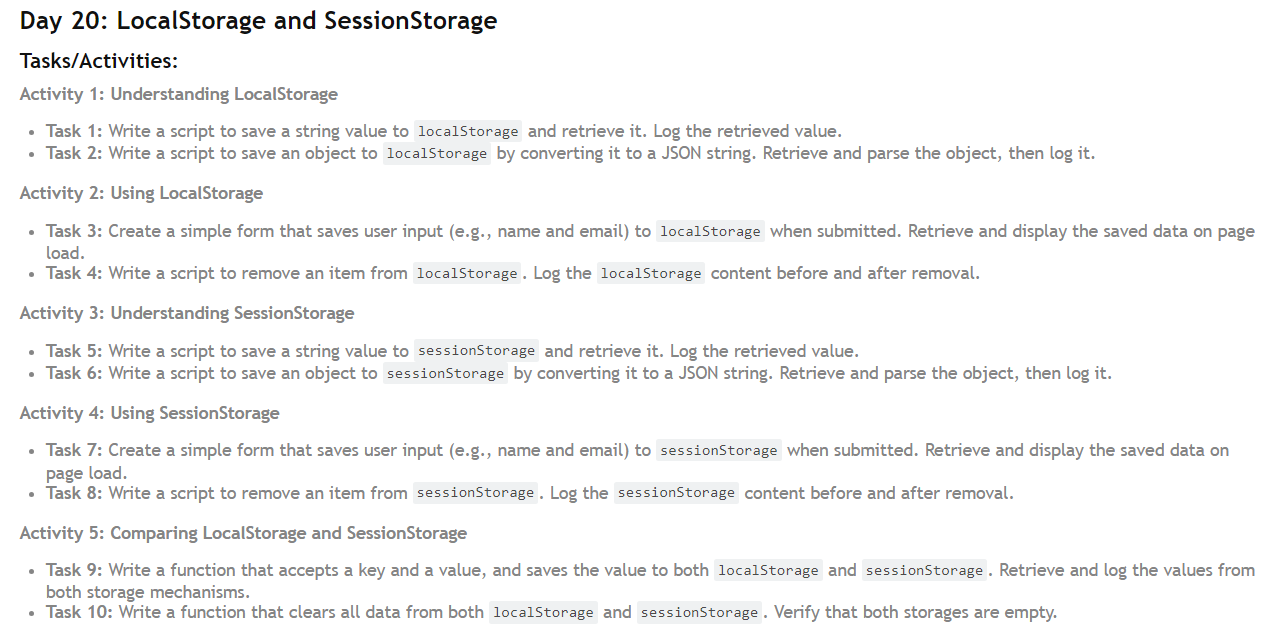 Day 20: LocalStorage and SessionStorage
Tasks/Activities:
Activity 1: Understanding LocalStorage
• Task 1: Write a script to save a string value to localStorage and retrieve it. Log the retrieved value.
• Task 2: Write a script to save an object to localStorage by converting it to a JSON string. Retrieve and parse the object, then log it.
Activity 2: Using LocalStorage
• Task 3: Create a simple form that saves user input (e.g., name and email) to localStorage when submitted. Retrieve and display the saved data on page
load.
• Task 4: Write a script to remove an item from localStorage. Log the localStorage content before and after removal.
Activity 3: Understanding SessionStorage
• Task 5: Write a script to save a string value to sessionStorage and retrieve it. Log the retrieved value.
• Task 6: Write a script to save an object to sessionStorage by converting it to a JSON string. Retrieve and parse the object, then log it.
Activity 4: Using SessionStorage
• Task 7: Create a simple form that saves user input (e.g., name and email) to sessionStorage when submitted. Retrieve and display the saved data on
page load.
• Task 8: Write a script to remove an item from sessionStorage. Log the sessionStorage content before and after removal.
Activity 5: Comparing LocalStorage and SessionStorage
• Task 9: Write a function that accepts a key and a value, and saves the value to both localStorage and sessionStorage. Retrieve and log the values from
both storage mechanisms.
• Task 10: Write a function that clears all data from both localStorage and sessionStorage. Verify that both storages are empty.